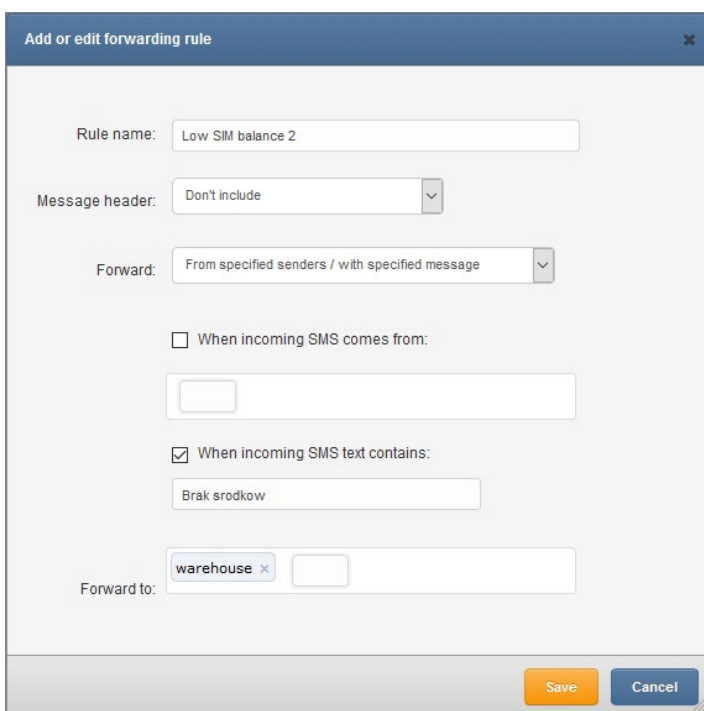 Add or edit forwarding rule
Rule name: Low SIM balance 2
Message header: Don't include
Forward: From specified senders / with specified message
When incoming SMS comes from:
When incoming SMS text contains:
Brak srodkow
Forward to: warehouse ×
Save Cancel